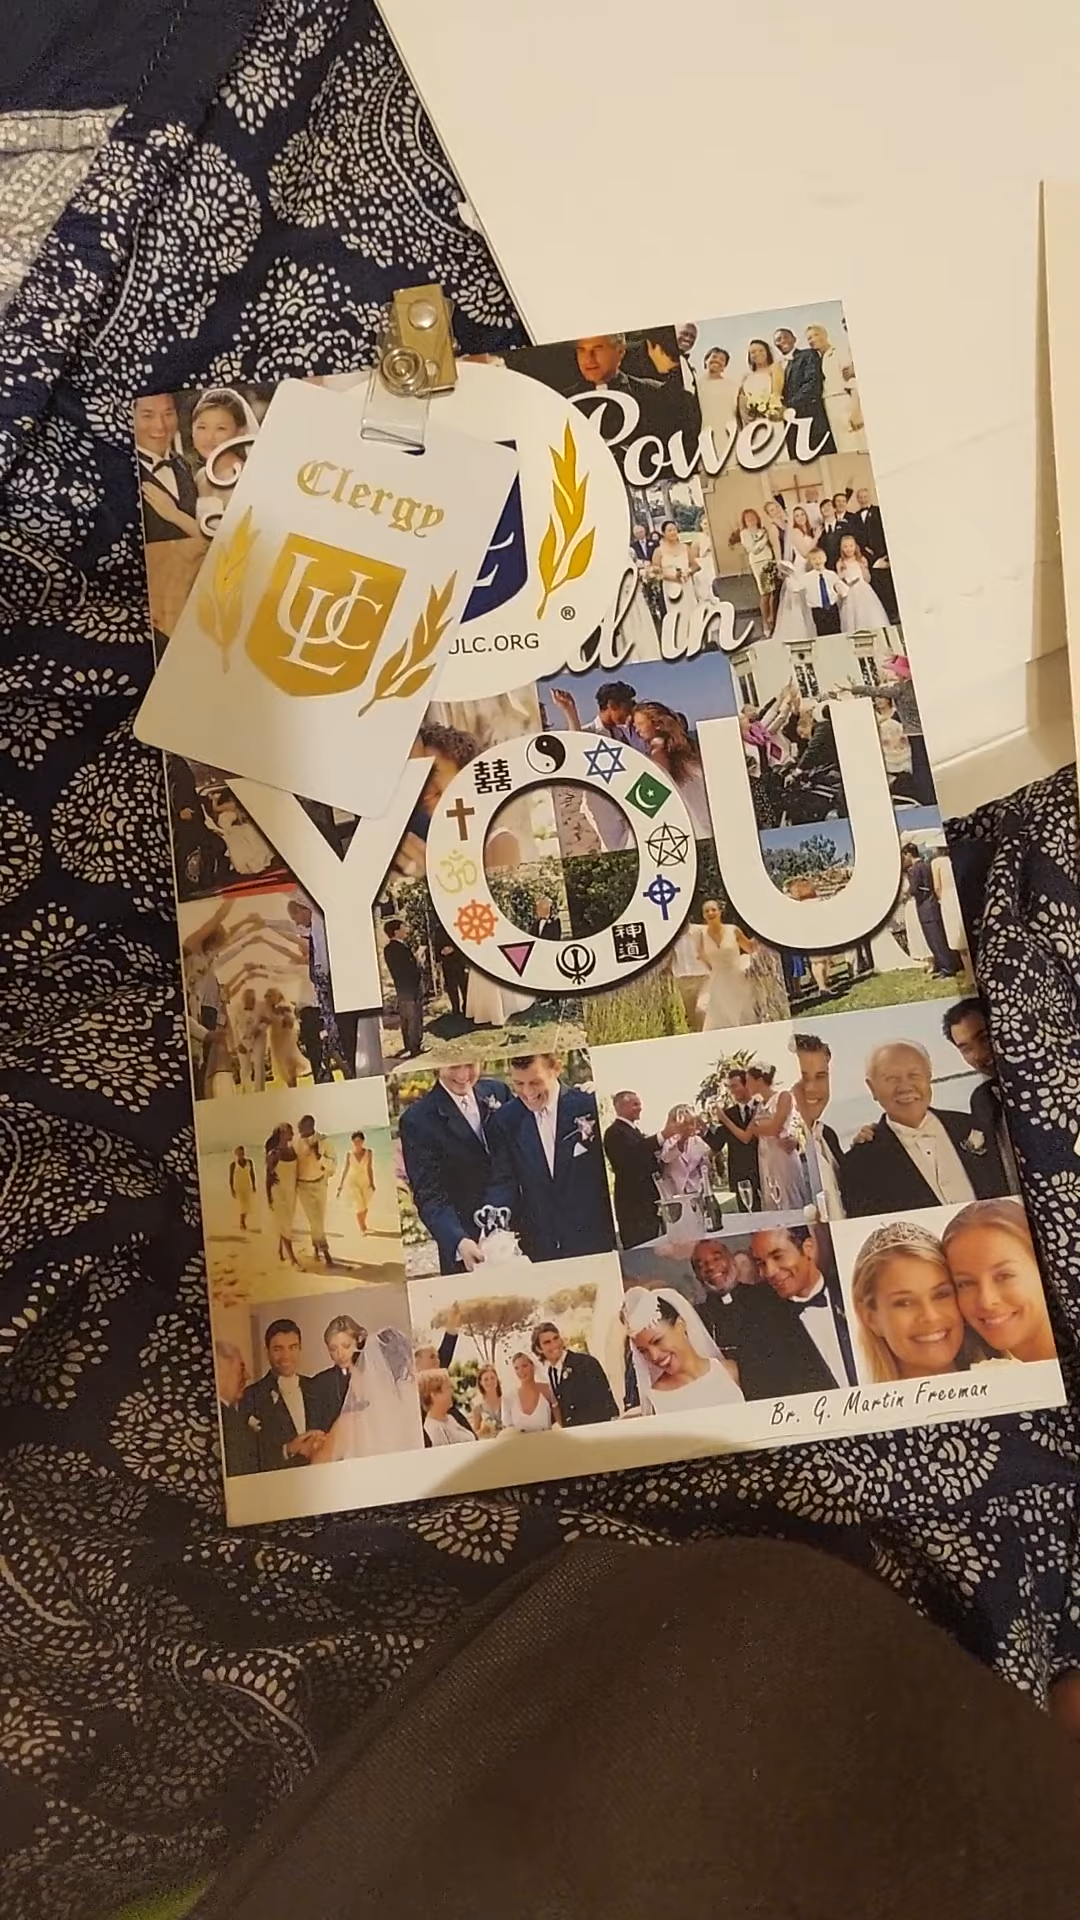 Clergy
ULC
Power
in
ULC.ORG
®
YOU
囍
ॐ
神道
Br. G. Martin Freeman